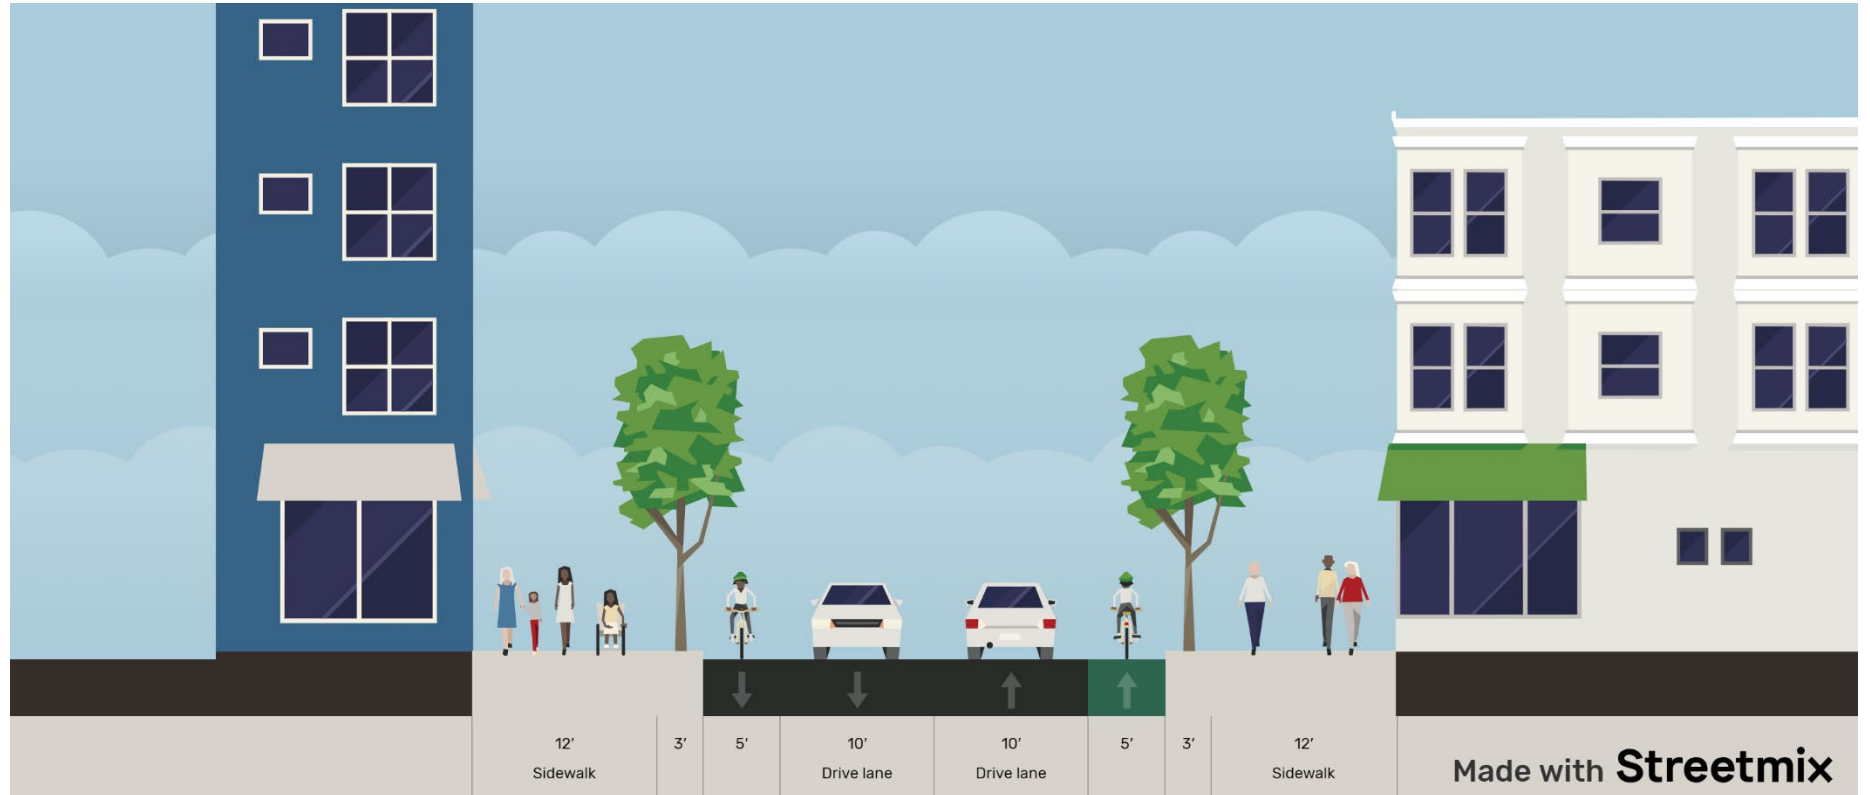 12′ 3′ 5′ 10′ 10′ 5′ 3′ 12′
Sidewalk Drive lane Drive lane Sidewalk
Made with Streetmix